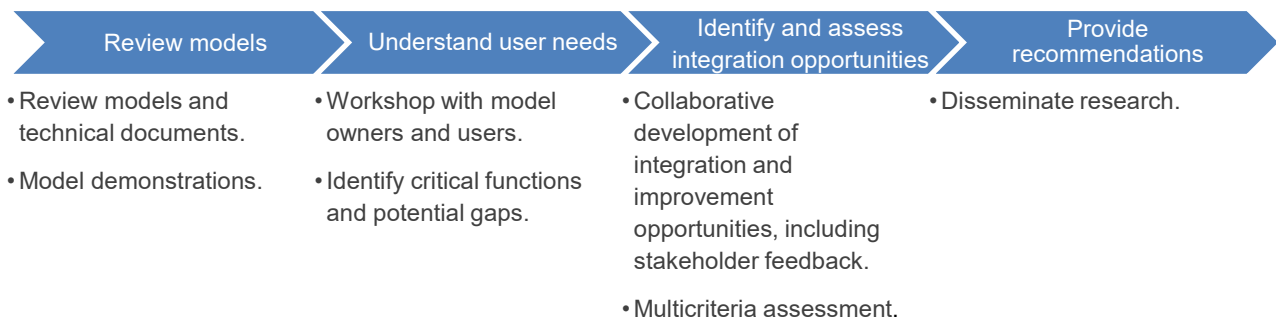 Review models
• Review models and
technical documents.
• Model demonstrations.
Understand user needs
• Workshop with model
owners and users.
• Identify critical functions
and potential gaps.
Identify and assess
integration opportunities
• Collaborative
development of
integration and
improvement
opportunities, including
stakeholder feedback.
• Multicriteria assessment.
Provide
recommendations
• Disseminate research.